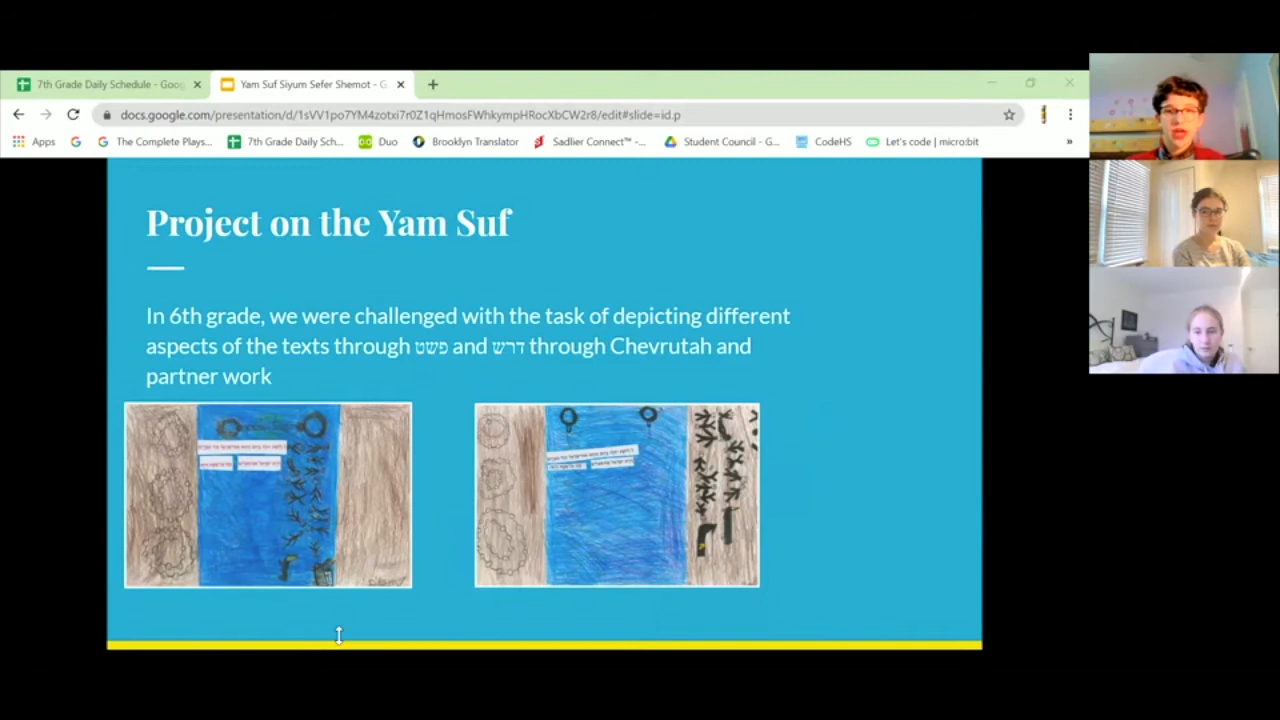 7th Grade Daily Schedule - Goog
Yam Suf Siyum Sefer Shemot - G
docs.google.com/presentation/d/1sVV1po7YM4zotxi7r0Z1qHmosFWhkympHRocXbCW2r8/edit#slide=id.p
Apps
The Complete Plays...
7th Grade Daily Sch...
GO
Duo
Brooklyn Translator
Sadlier Connect™ -...
Student Council - G...
CodeHS
Let's code | micro:bit
Project on the Yam Suf
In 6th grade, we were challenged with the task of depicting different
aspects of the texts through פשט and דרש through Chevrutah and
partner work